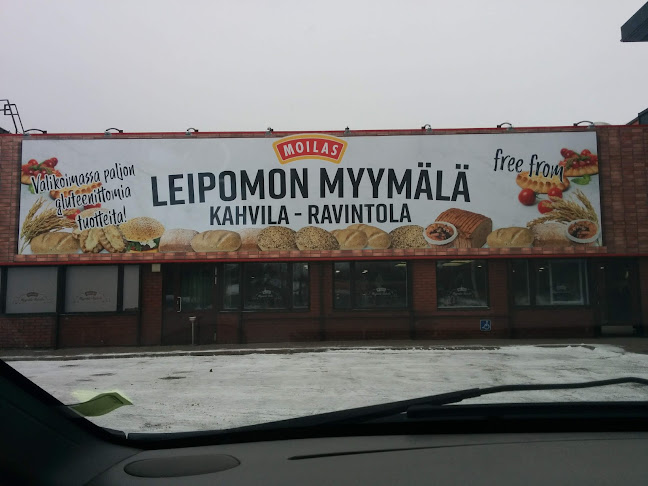 MOILAS
Valikoimassa paljon
gluteenittomia
tuotteita!
LEIPOMON MYYMÄLÄ
KAHVILA - RAVINTOLA
free from